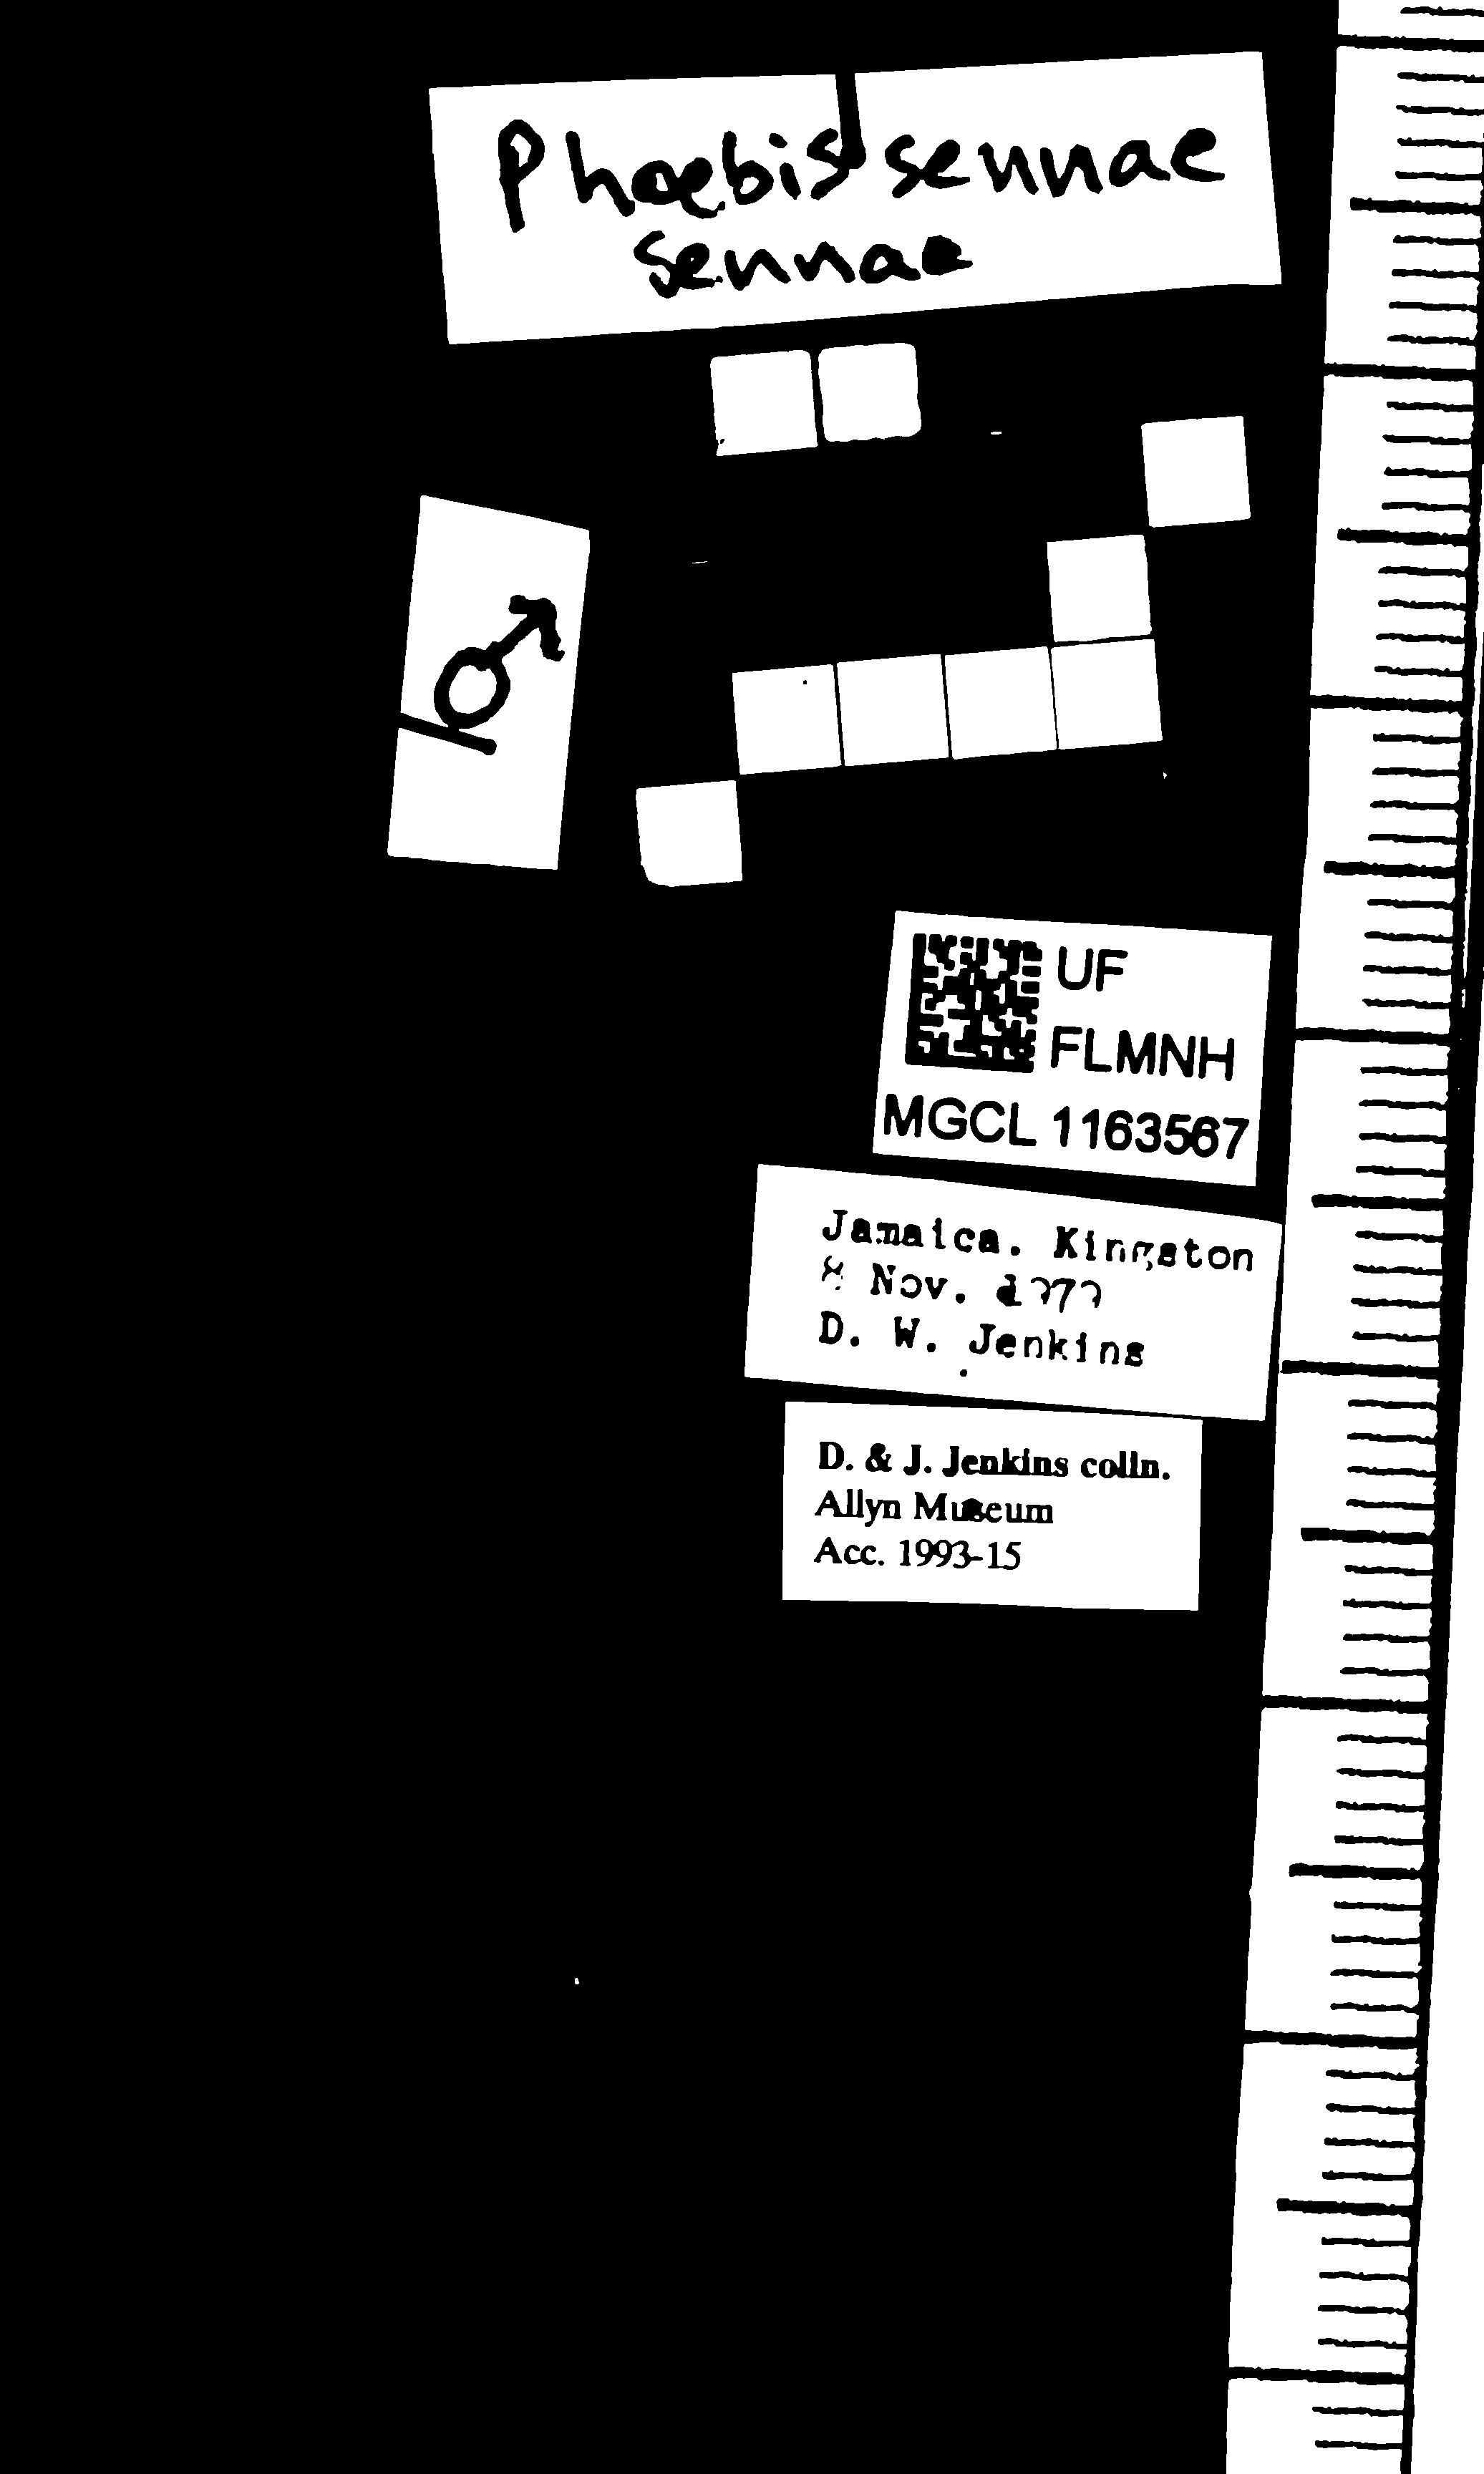 Phoebis sennae
sennae
♂
UF
FLMNH
MGCL 1163567
Jamaica. Kingston
8 Nov.
D. W. Jenkins
D. & J. Jenkins colln.
Allyn Museum
Acc. 1993-15